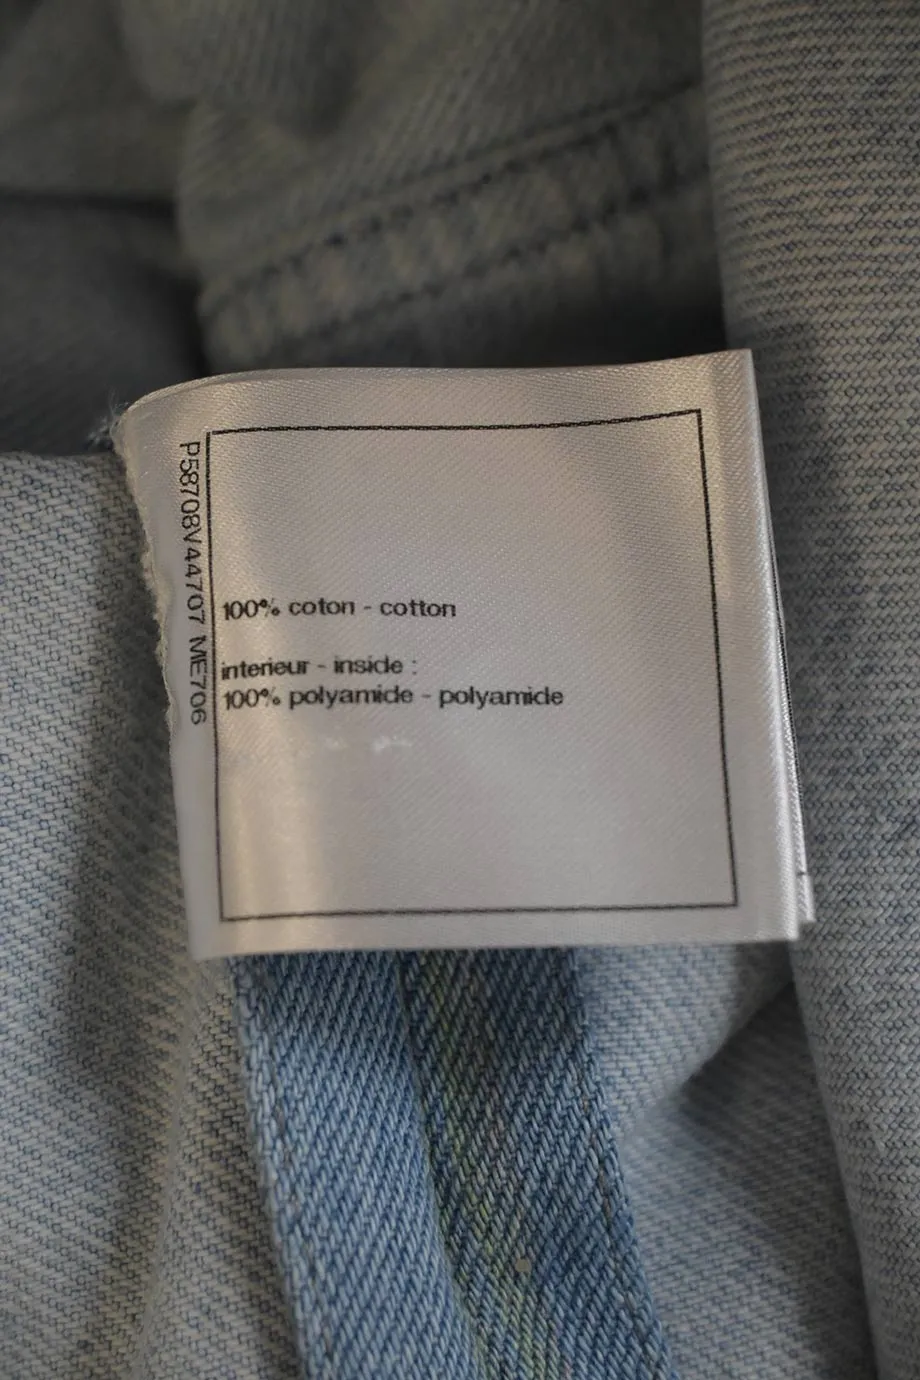 P58708V44707 ME706
100% coton - cotton
interieur - inside :
100% polyamide - polyamide